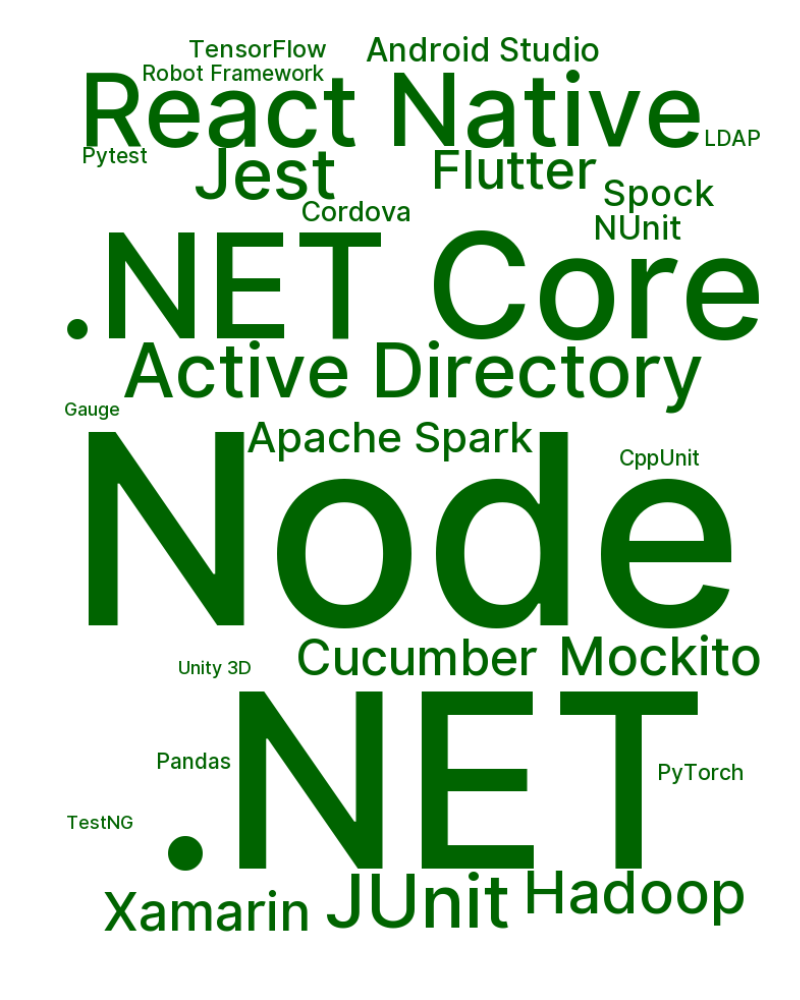 TensorFlow
Android Studio
Robot Framework
React Native
LDAP
Pytest
Jest
Flutter
Spock
Cordova
NUnit
.NET Core
Active Directory
Gauge
Apache Spark
CppUnit
Node
Cucumber
Mockito
Unity 3D
.NET
Pandas
PyTorch
TestNG
Xamarin
JUnit
Hadoop